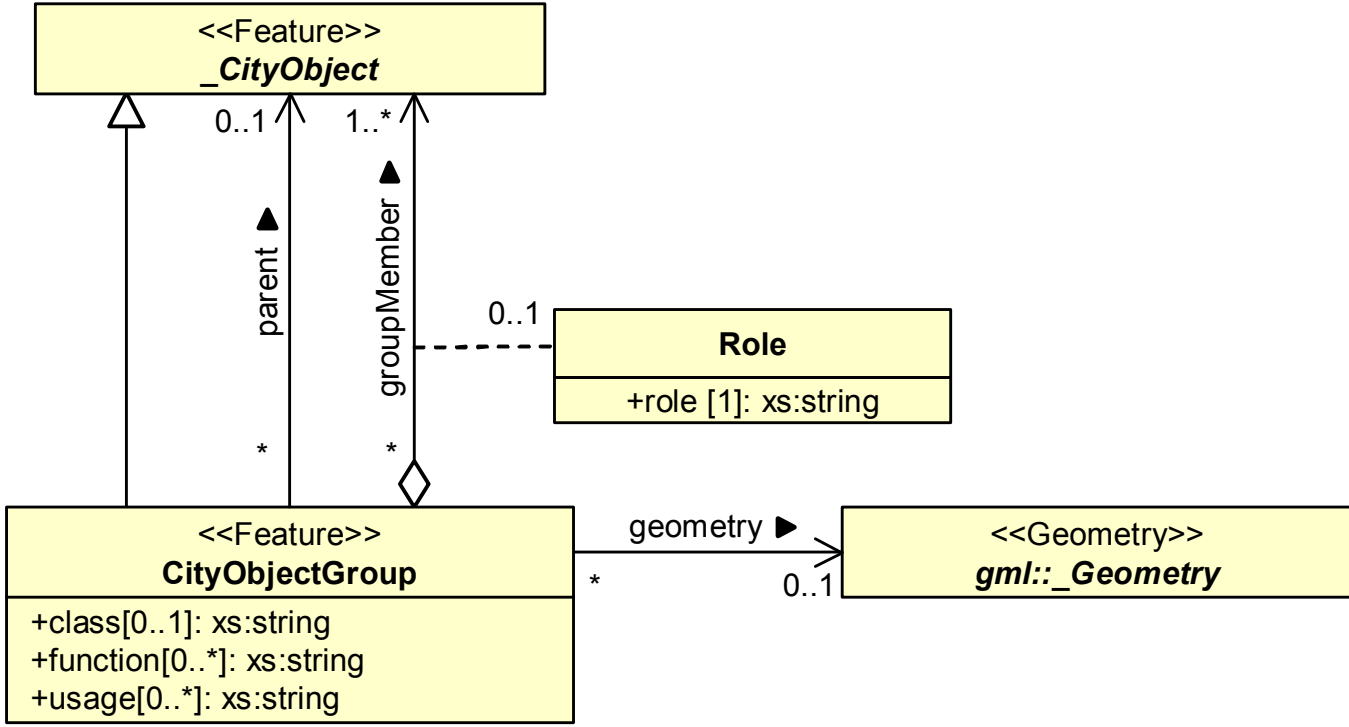 <<Feature>>
_CityObject
0..1
1..*
parent
groupMember
0..1
Role
+role [1]: xs:string
*
*
<<Feature>>
CityObjectGroup
+class[0..1]: xs:string
+function[0..*]: xs:string
+usage[0..*]: xs:string
geometry
*
0..1
<<Geometry>>
gml::_Geometry